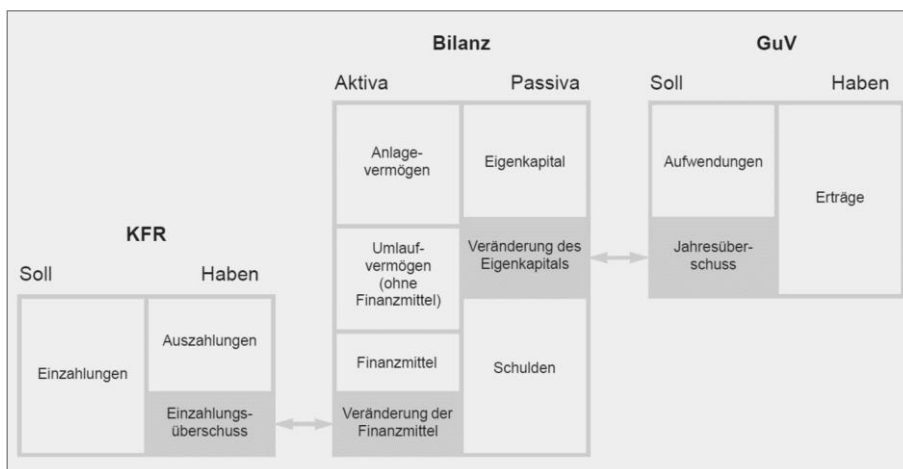 Bilanz
GuV
Aktiva
Passiva
Soll
Haben
Anlage-
vermögen
Eigenkapital
Aufwendungen
Erträge
KFR
Soll
Haben
Umlauf-
vermögen
(ohne
Finanzmittel)
Veränderung des
Eigenkapitals
Jahresüber-
schuss
Einzahlungen
Auszahlungen
Finanzmittel
Schulden
Einzahlungs-
überschuss
Veränderung der
Finanzmittel